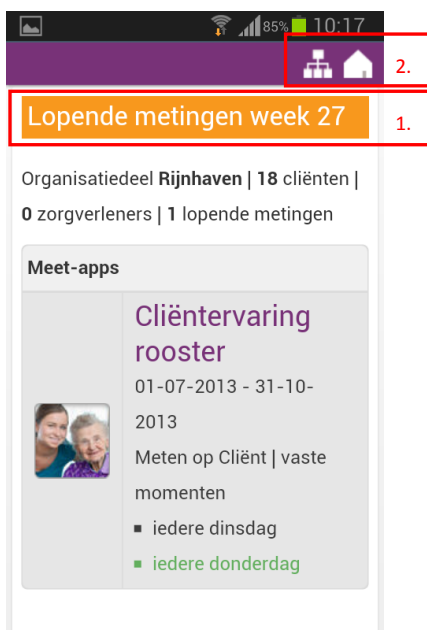 85% 10:17
2.
Lopende metingen week 27
1.
Organisatiedeel Rijnhaven | 18 cliënten |
0 zorgverleners | 1 lopende metingen
Meet-apps
Cliëntervaring
rooster
01-07-2013 - 31-10-
2013
Meten op Cliënt | vaste
momenten
▪ iedere dinsdag
▪ iedere donderdag